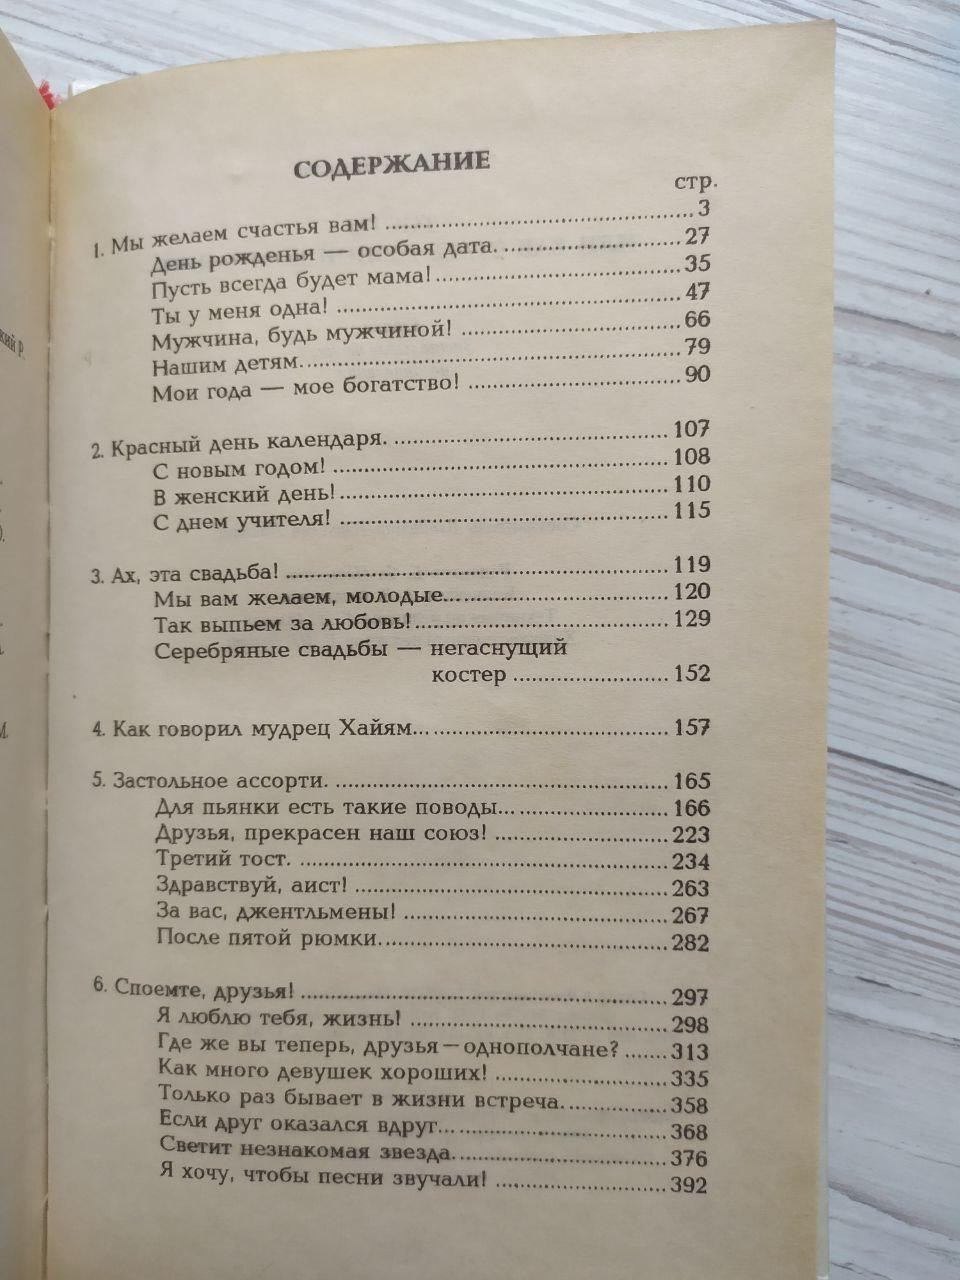 СОДЕРЖАНИЕ
стр.
1. Мы желаем счастья вам! ..................................................3
День рожденья — особая дата. ..............................27
Пусть всегда будет мама! ..........................................35
Ты у меня одна! .........................................................47
Мужчина, будь мужчиной! .....................................66
Нашим детям. ..............................................................79
Мои года — мое богатство! .....................................90
2. Красный день календаря. .............................................107
С новым годом! .........................................................108
В женский день! .........................................................110
С днем учителя! .........................................................115
3. Ах, эта свадьба! .................................................................119
Мы вам желаем, молодые... .....................................120
Так выпьем за любовь! ............................................129
Серебряные свадьбы — негаснущий
костер ..........................152
4. Как говорил мудрец Хайям... ........................................157
5. Застольное ассорти. .........................................................165
Для пьянки есть такие поводы... ..........................166
Друзья, прекрасен наш союз! ...............................223
Третий тост. ................................................................234
Здравствуй, аист! ......................................................263
За вас, джентльмены! ..............................................267
После пятой рюмки. ..................................................282
6. Споемте, друзья! ................................................................297
Я люблю тебя, жизнь! .............................................298
Где же вы теперь, друзья—однополчане? .......313
Как много девушек хороших! ...............................335
Только раз бывает в жизни встреча. ...................358
Если друг оказался вдруг... .....................................368
Светит незнакомая звезда. ......................................376
Я хочу, чтобы песни звучали! ...............................392